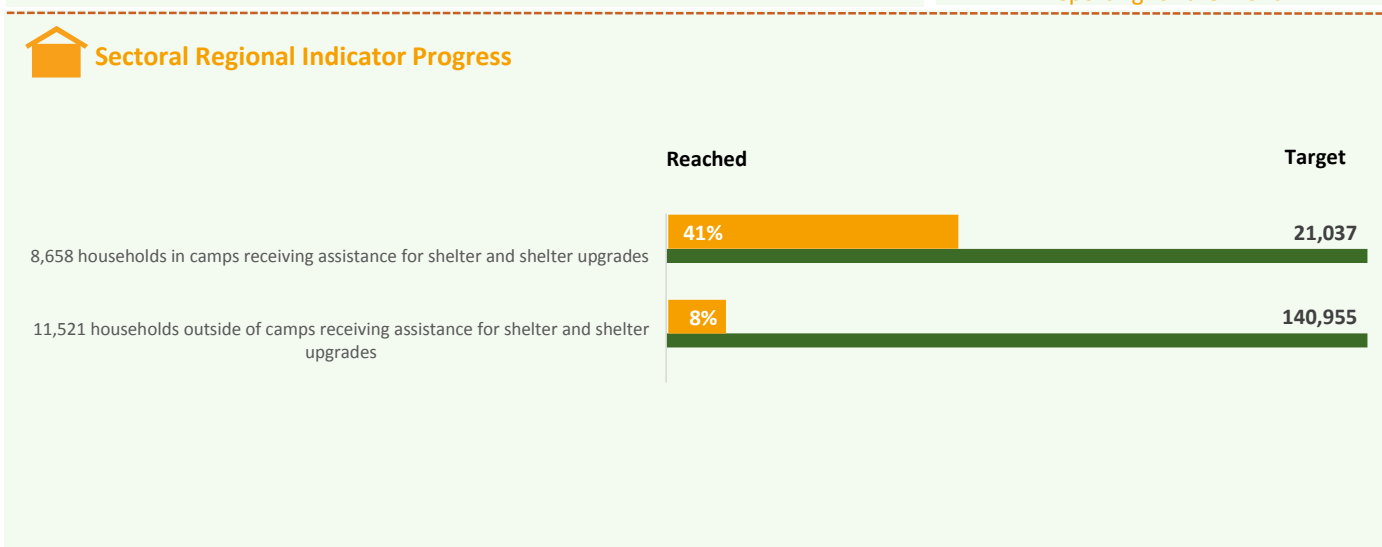 Sectoral Regional Indicator Progress
Reached
Target
41%
21,037
8,658 households in camps receiving assistance for shelter and shelter upgrades
8%
140,955
11,521 households outside of camps receiving assistance for shelter and shelter
upgrades